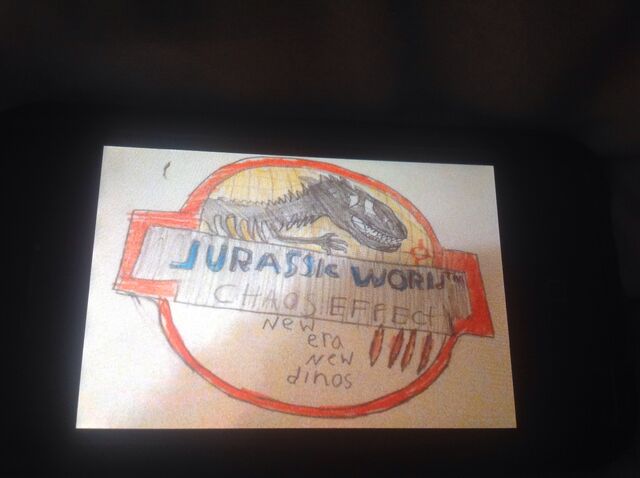 JURASSIC WORLD™
CHAOS EFFECT
New
era
New
dinos